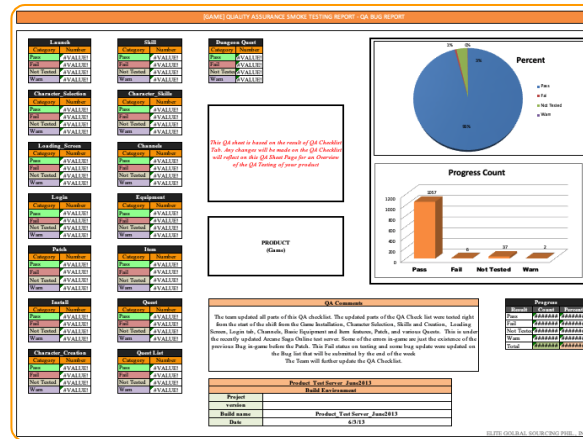 [GAME] QUALITY ASSURANCE SMOKE TESTING REPORT - QA BUG REPORT
Launch
Category Number
Pass #VALUE!
Fail #VALUE!
Not Tested #VALUE!
Warn #VALUE!
Character_Selection
Category Number
Pass #VALUE!
Fail #VALUE!
Not Tested #VALUE!
Warn #VALUE!
Loading_Screen
Category Number
Pass #VALUE!
Fail #VALUE!
Not Tested #VALUE!
Warn #VALUE!
Login
Category Number
Pass #VALUE!
Fail #VALUE!
Not Tested #VALUE!
Warn #VALUE!
Patch
Category Number
Pass #VALUE!
Fail #VALUE!
Not Tested #VALUE!
Warn #VALUE!
Install
Category Number
Pass #VALUE!
Fail #VALUE!
Not Tested #VALUE!
Warn #VALUE!
Character_Creation
Category Number
Pass #VALUE!
Fail #VALUE!
Not Tested #VALUE!
Warn #VALUE!
Skill
Category Number
Pass #VALUE!
Fail #VALUE!
Not Tested #VALUE!
Warn #VALUE!
Character_Skills
Category Number
Pass #VALUE!
Fail #VALUE!
Not Tested #VALUE!
Warn #VALUE!
Channels
Category Number
Pass #VALUE!
Fail #VALUE!
Not Tested #VALUE!
Warn #VALUE!
Equipment
Category Number
Pass #VALUE!
Fail #VALUE!
Not Tested #VALUE!
Warn #VALUE!
Item
Category Number
Pass #VALUE!
Fail #VALUE!
Not Tested #VALUE!
Warn #VALUE!
Quest
Category Number
Pass #VALUE!
Fail #VALUE!
Not Tested #VALUE!
Warn #VALUE!
Quest List
Category Number
Pass #VALUE!
Fail #VALUE!
Not Tested #VALUE!
Warn #VALUE!
Dungeon Quest
Category Number
Pass #VALUE!
Fail #VALUE!
Not Tested #VALUE!
Warn #VALUE!
This QA sheet is based on the result of QA Checklist
Tab. Any changes will be made on the QA Checklist
will reflect on this QA Sheet Page for an Overview
of the QA Testing of your product
PRODUCT
(Game)
3% 0%
Percent
Pass
Fail
Not Tested
Warn
Progress Count
1200
1000
800
600
400
200
0
1057
6
37
2
Pass Fail Not Tested Warn
QA Comments
The team updated all parts of this QA checklist. The updated parts of the QA Check list were tested right
from the start of the skill from the Game Installation, Character Selection, Skills and Creation, Loading
Screen, Login tab, Channels, Basic Equipment and Item features, Patch, and various Quests. This is under
the recently updated Arcane Saga Online test server. Some of the errors in-game are just the existence of the
previous Bug in-game before the Patch. This Fail status on testing and some bug update were updated on
the Bug list that will be submitted by the end of the week
The Team will further update the QA Checklist.
Progress
Result Count Percent
Pass ####### #######
Fail ####### #######
Not Teste ####### #######
Warn ####### #######
Total ####### #######
Product_Test Server_June2013
Build Environment
Project
version
Build name Product_Test Server_June2013
Date 6/3/13
ELITE GOLBAL SOURCING PHIL., IN